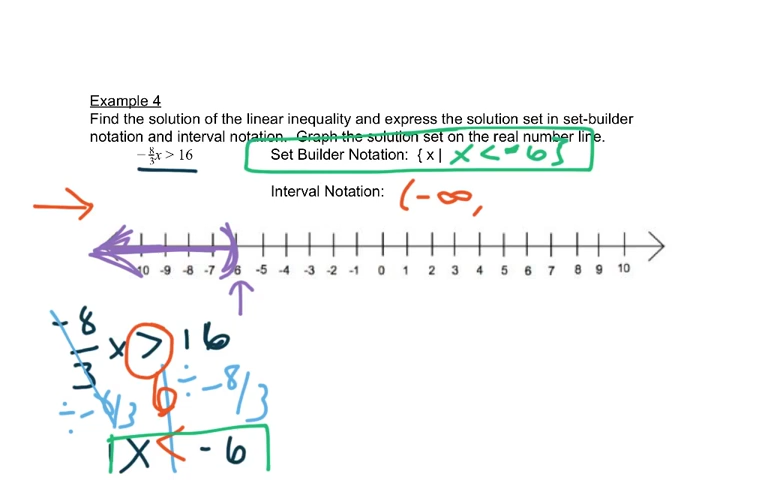 Example 4
Find the solution of the linear inequality and express the solution set in set-builder
notation and interval notation. Graph the solution set on the real number line.
-8/3 x > 16 Set Builder Notation: { x | x < -6 }
Interval Notation: (-∞,
-10 -9 -8 -7 -6 -5 -4 -3 -2 -1 0 1 2 3 4 5 6 7 8 9 10
-8/3 x > 16
÷ -8/3 ÷ -8/3
x < -6